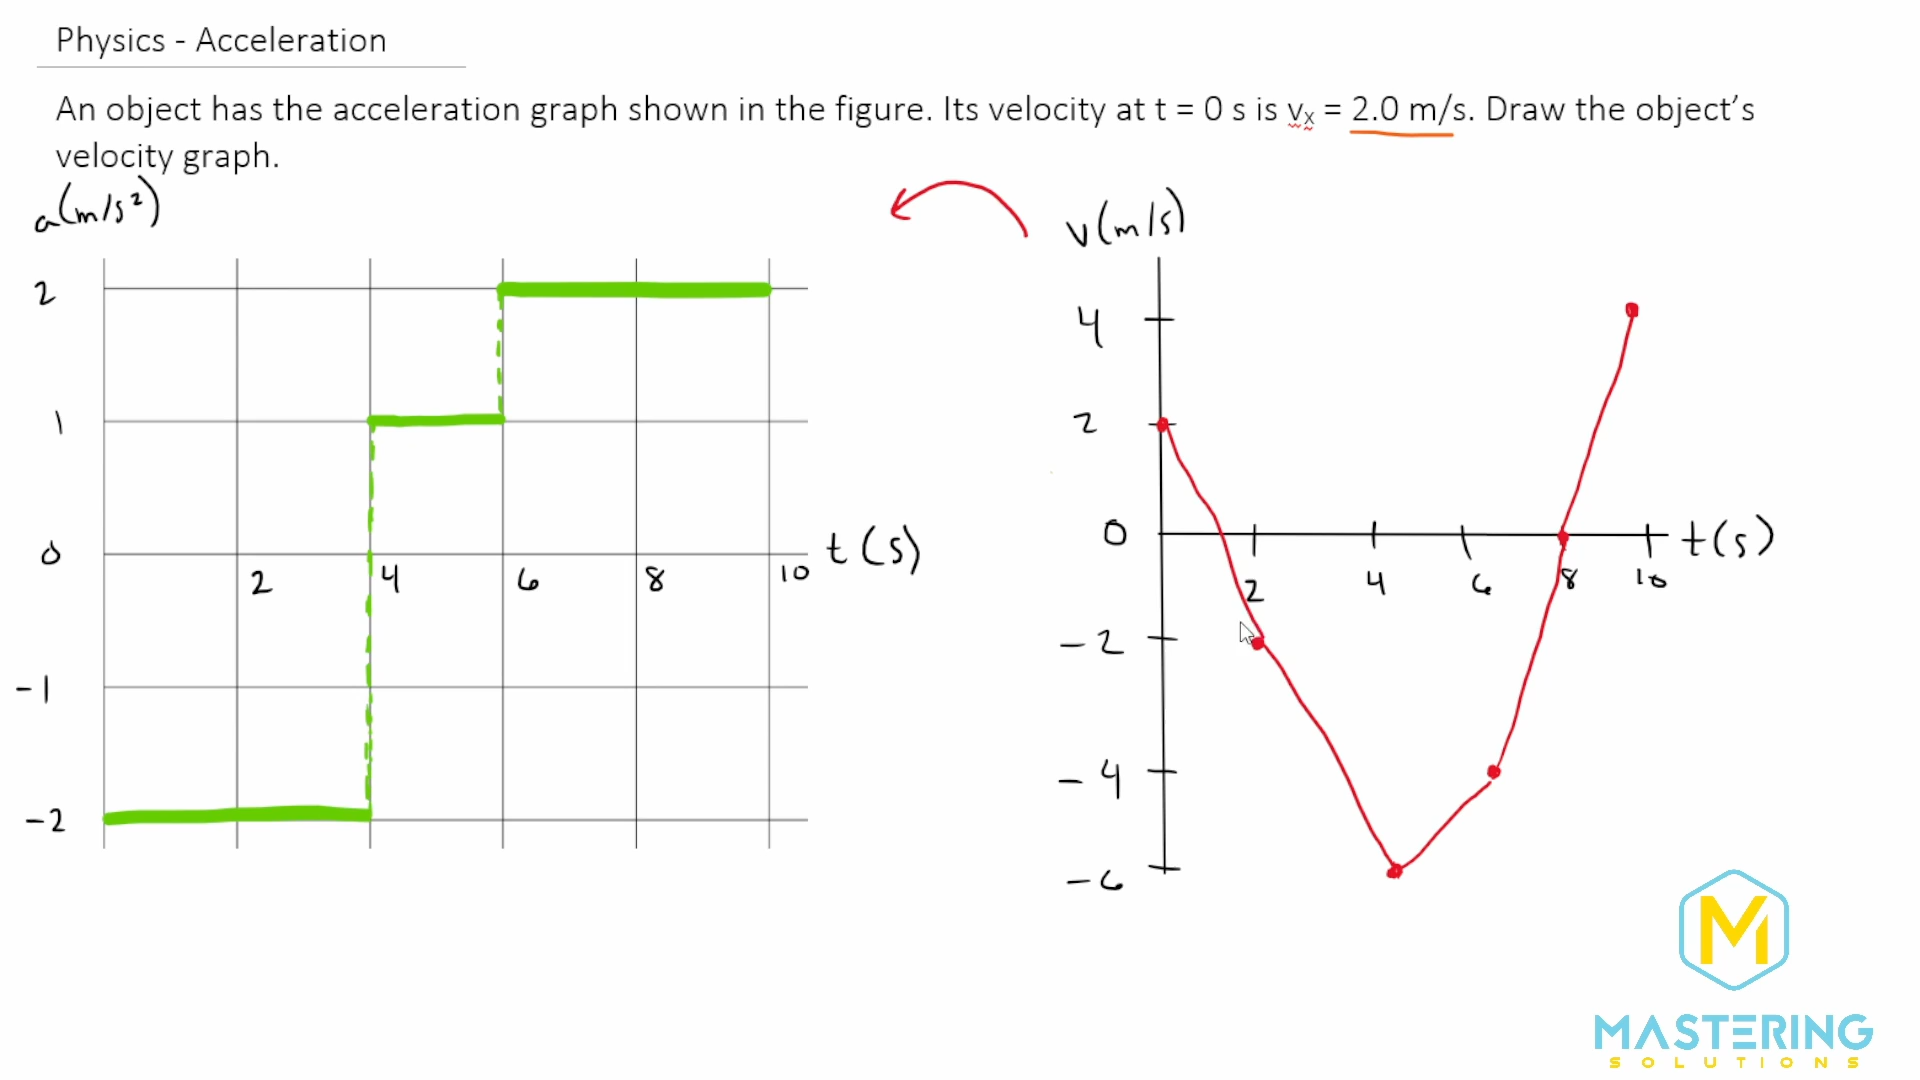 Physics - Acceleration
An object has the acceleration graph shown in the figure. Its velocity at t = 0 s is vₓ = 2.0 m/s. Draw the object’s
velocity graph.
a(m/s²)
2
1
0
-1
-2
2 4 6 8 10
t(s)
v(m/s)
4
2
0
-2
-4
-6
2 4 6 8 10
t(s)
M
MASTERING
SOLUTIONS